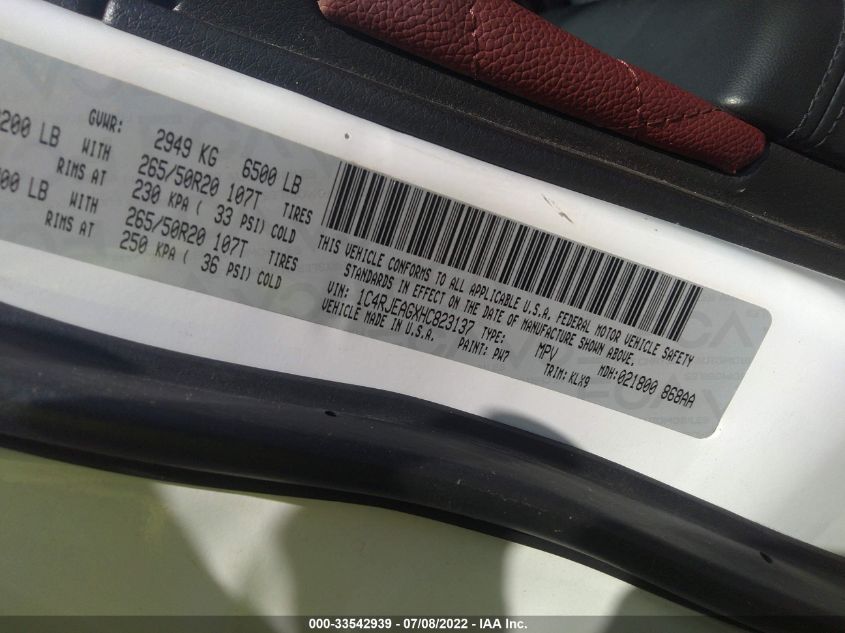 GVWR: 2949 KG 6500 LB
200 LB WITH 265/50R20 107T TIRES
RIMS AT 230 KPA ( 33 PSI) COLD
00 LB WITH 265/50R20 107T TIRES
RIMS AT 250 KPA ( 36 PSI) COLD
THIS VEHICLE CONFORMS TO ALL APPLICABLE U.S.A. FEDERAL MOTOR VEHICLE SAFETY
STANDARDS IN EFFECT ON THE DATE OF MANUFACTURE SHOWN ABOVE.
VIN: 1C4RJEAGXHC823137 TYPE: MPV MDH:021800 868AA
VEHICLE MADE IN U.S.A. PAINT: PW7 TRIM: KLX9
000-33542939 - 07/08/2022 - IAA Inc.